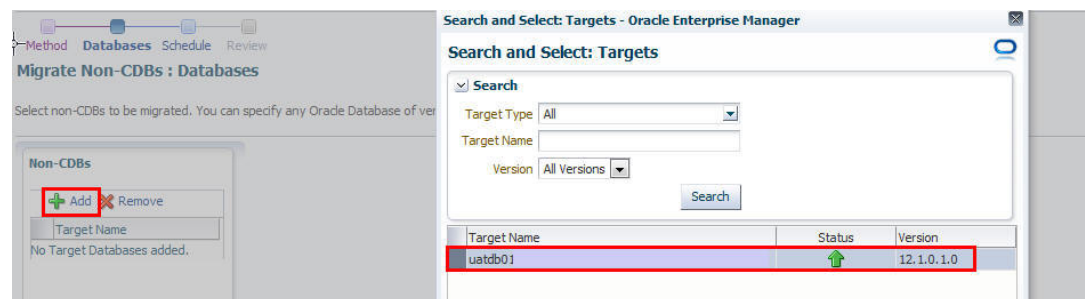 Method Databases Schedule Review
Migrate Non-CDBs : Databases
Select non-CDBs to be migrated. You can specify any Oracle Database of ver
Non-CDBs
Add Remove
Target Name
No Target Databases added.
Search and Select: Targets - Oracle Enterprise Manager
Search and Select: Targets
Search
Target Type All
Target Name
Version All Versions
Search
Target Name Status Version
uatdb01 12.1.0.1.0